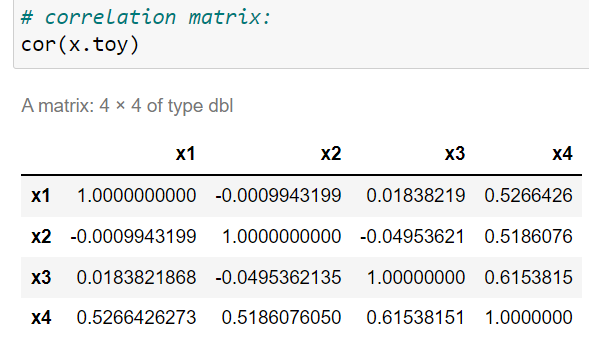 # correlation matrix:
cor(x.toy)
A matrix: 4 × 4 of type dbl
x1 x2 x3 x4
x1 1.0000000000 -0.0009943199 0.01838219 0.5266426
x2 -0.0009943199 1.0000000000 -0.04953621 0.5186076
x3 0.0183821868 -0.0495362135 1.00000000 0.6153815
x4 0.5266426273 0.5186076050 0.61538151 1.0000000